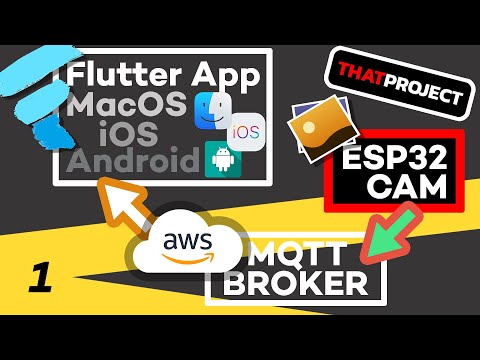 Flutter App
MacOS
iOS
iOS
Android
THATPROJECT
ESP32
CAM
aws
MQTT
BROKER
1